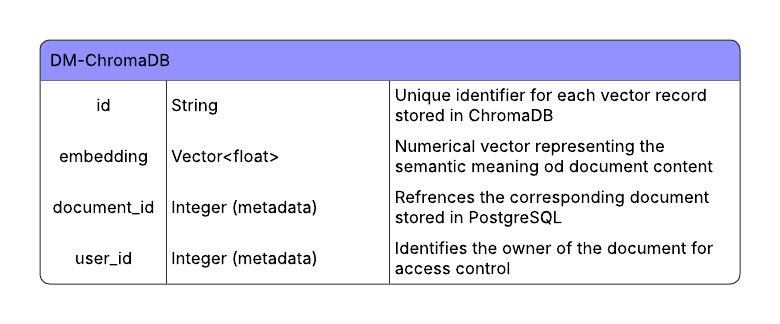 DM-ChromaDB
id
String
Unique identifier for each vector record
stored in ChromaDB
embedding
Vector<float>
Numerical vector representing the
semantic meaning od document content
document_id
Integer (metadata)
Refrences the corresponding document
stored in PostgreSQL
user_id
Integer (metadata)
Identifies the owner of the document for
access control